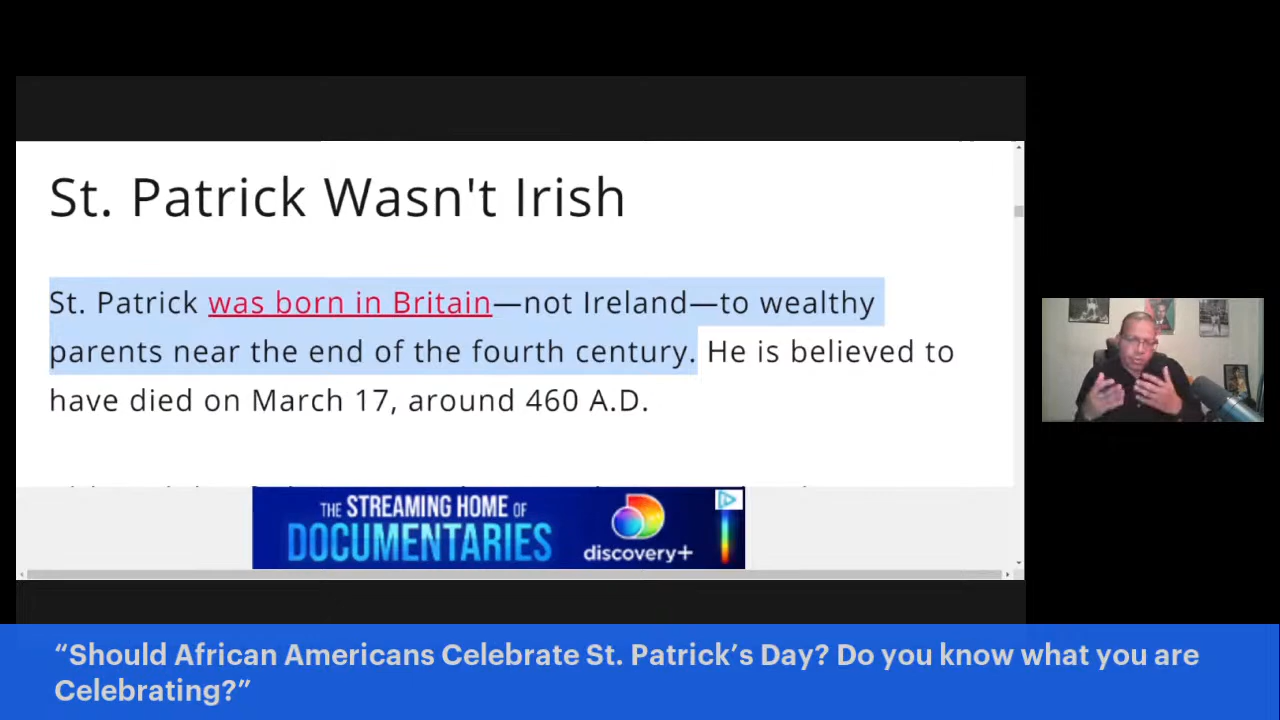 St. Patrick Wasn't Irish
St. Patrick was born in Britain—not Ireland—to wealthy
parents near the end of the fourth century. He is believed to
have died on March 17, around 460 A.D.
THE STREAMING HOME OF
DOCUMENTARIES
discovery+
“Should African Americans Celebrate St. Patrick’s Day? Do you know what you are
Celebrating?”